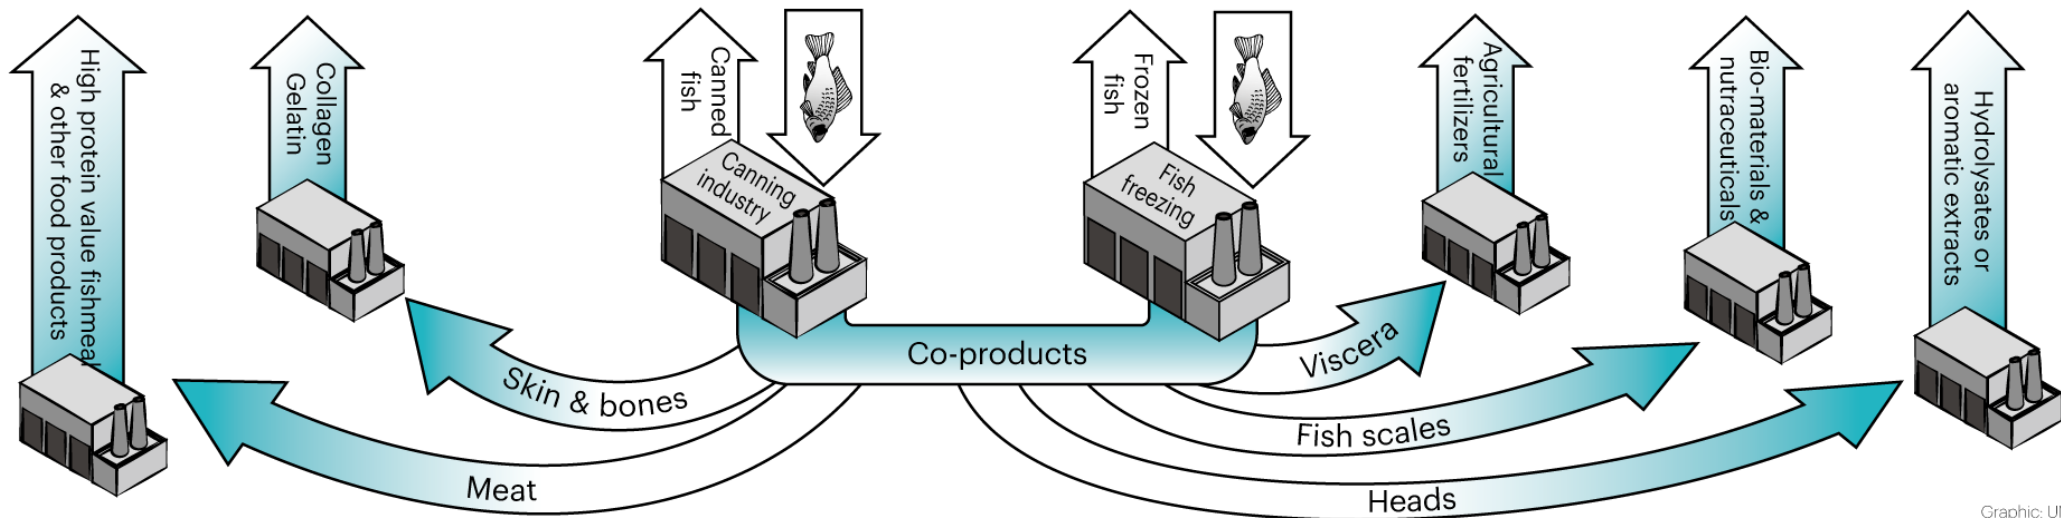 High protein value fishmeal
& other food products
Collagen
Gelatin
Canned
fish
Canning
industry
Frozen
fish
Fish
freezing
Agricultural
fertilizers
Bio-materials &
nutraceuticals
Hydrolysates or
aromatic extracts
Co-products
Skin & bones
Meat
Viscera
Fish scales
Heads
Graphic: